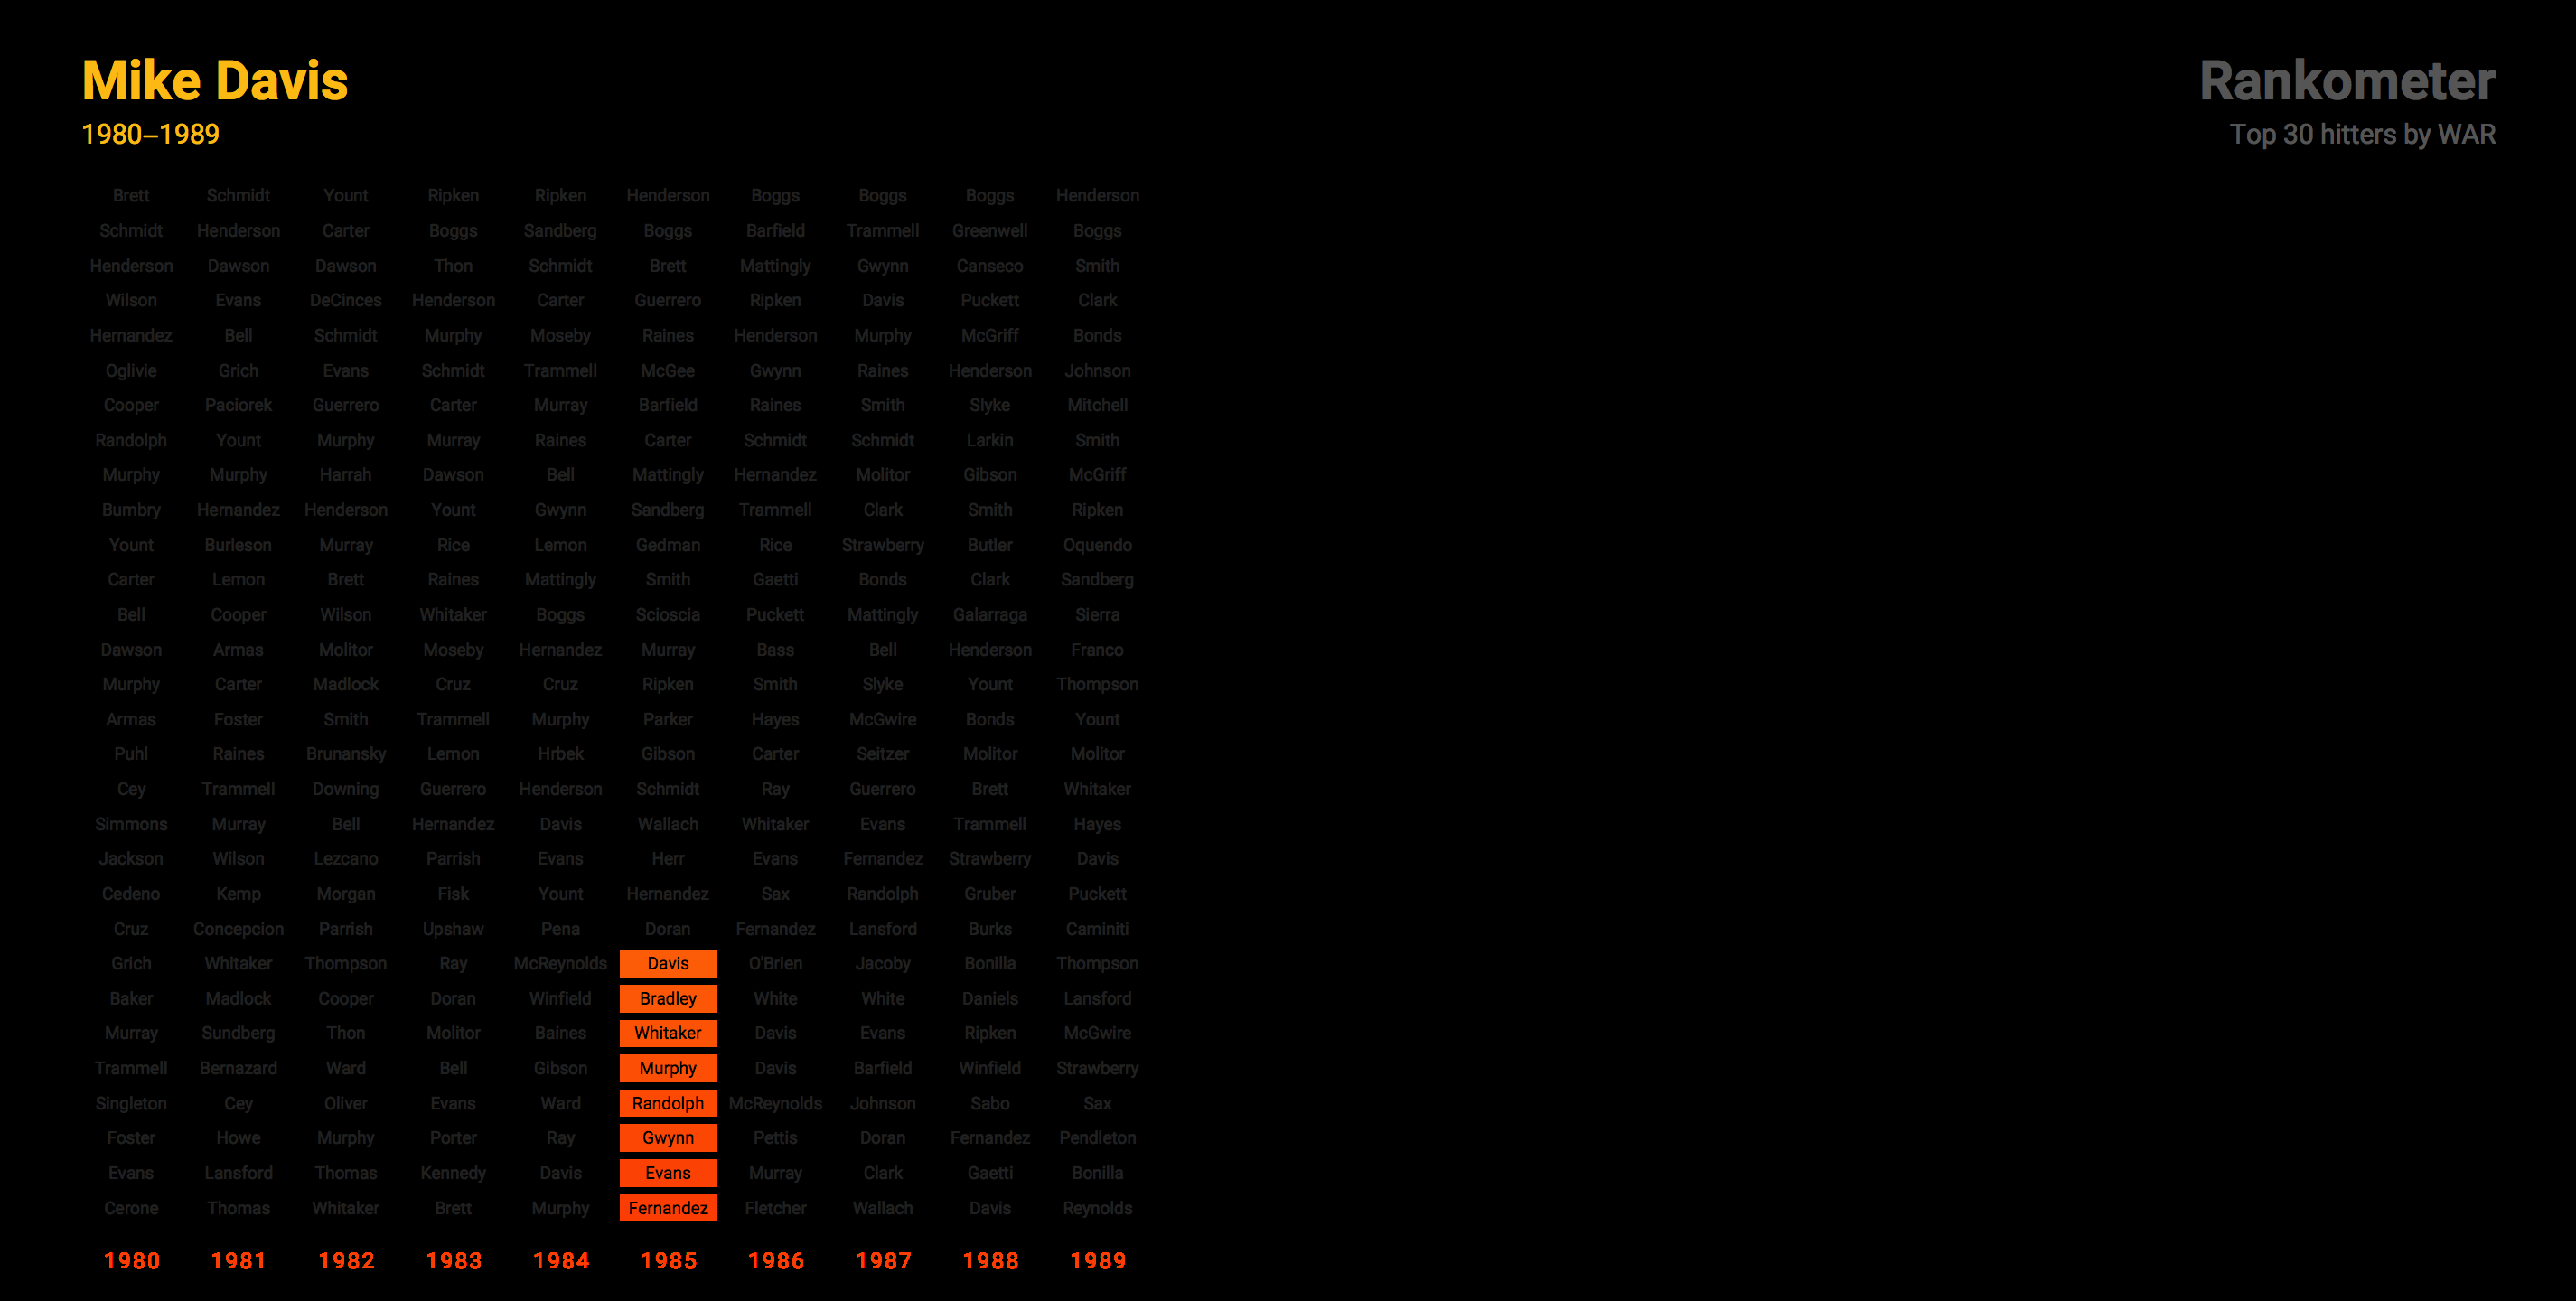 Mike Davis
1980–1989
Rankometer
Top 30 hitters by WAR
Brett Schmidt Yount Ripken Ripken Henderson Boggs Boggs Boggs Henderson
Schmidt Henderson Carter Boggs Sandberg Boggs Barfield Trammell Greenwell Boggs
Henderson Dawson Dawson Thon Schmidt Brett Mattingly Gwynn Canseco Smith
Wilson Evans DeCinces Henderson Carter Guerrero Ripken Davis Puckett Clark
Hernandez Bell Schmidt Murphy Moseby Raines Henderson Murphy McGriff Bonds
Oglivie Grich Evans Schmidt Trammell McGee Gwynn Raines Henderson Johnson
Cooper Paciorek Guerrero Carter Murray Barfield Raines Smith Slyke Mitchell
Randolph Yount Murphy Murray Raines Carter Schmidt Schmidt Larkin Smith
Murphy Murphy Harrah Dawson Bell Mattingly Hernandez Molitor Gibson McGriff
Bumbry Hernandez Henderson Yount Gwynn Sandberg Trammell Clark Smith Ripken
Yount Burleson Murray Rice Lemon Gedman Rice Strawberry Butler Oquendo
Carter Lemon Brett Raines Mattingly Smith Gaetti Bonds Clark Sandberg
Bell Cooper Wilson Whitaker Boggs Scioscia Puckett Mattingly Galarraga Sierra
Dawson Armas Molitor Moseby Hernandez Murray Bass Bell Henderson Franco
Murphy Carter Madlock Cruz Cruz Ripken Smith Slyke Yount Thompson
Armas Foster Smith Trammell Murphy Parker Hayes McGwire Bonds Yount
Puhl Raines Brunansky Lemon Hrbek Gibson Carter Seitzer Molitor Molitor
Cey Trammell Downing Guerrero Henderson Schmidt Ray Guerrero Brett Whitaker
Simmons Murray Bell Hernandez Davis Wallach Whitaker Evans Trammell Hayes
Jackson Wilson Lezcano Parrish Evans Herr Evans Fernandez Strawberry Davis
Cedeno Kemp Morgan Fisk Yount Hernandez Sax Randolph Gruber Puckett
Cruz Concepcion Parrish Upshaw Pena Doran Fernandez Lansford Burks Caminiti
Grich Whitaker Thompson Ray McReynolds Davis O'Brien Jacoby Bonilla Thompson
Baker Madlock Cooper Doran Winfield Bradley White White Daniels Lansford
Murray Sundberg Thon Molitor Baines Whitaker Davis Evans Ripken McGwire
Trammell Bernazard Ward Bell Gibson Murphy Davis Barfield Winfield Strawberry
Singleton Cey Oliver Evans Ward Randolph McReynolds Johnson Sabo Sax
Foster Howe Murphy Porter Ray Gwynn Pettis Doran Fernandez Pendleton
Evans Lansford Thomas Kennedy Davis Evans Murray Clark Gaetti Bonilla
Cerone Thomas Whitaker Brett Murphy Fernandez Fletcher Wallach Davis Reynolds
1980 1981 1982 1983 1984 1985 1986 1987 1988 1989